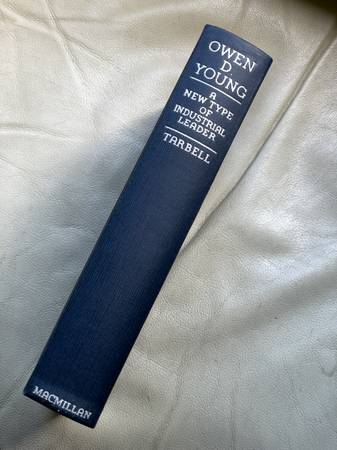 OWEN
D.
YOUNG
A
NEW TYPE
OF
INDUSTRIAL
LEADER
TARBELL
MACMILLAN